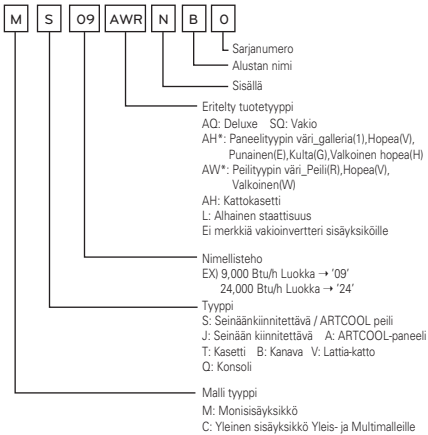 M S 09 AWR N B 0
Sarjanumero
Alustan nimi
Sisällä
Eritelty tuotetyyppi
AQ: Deluxe SQ: Vakio
AH*: Paneelityypin väri_galleria(1),Hopea(V),
Punainen(E),Kulta(G),Valkoinen hopea(H)
AW*: Peilityypin väri_Peili(R),Hopea(V),
Valkoinen(W)
AH: Kattokasetti
L: Alhainen staattisuus
Ei merkkiä vakioinvertteri sisäyksiköille
Nimellisteho
EX) 9,000 Btu/h Luokka → '09'
24,000 Btu/h Luokka → '24'
Tyyppi
S: Seinäänkiinnitettävä / ARTCOOL peili
J: Seinään kiinnitettävä A: ARTCOOL-paneeli
T: Kasetti B: Kanava V: Lattia-katto
Q: Konsoli
Malli tyyppi
M: Monisisäyksikkö
C: Yleinen sisäyksikkö Yleis- ja Multimalleille